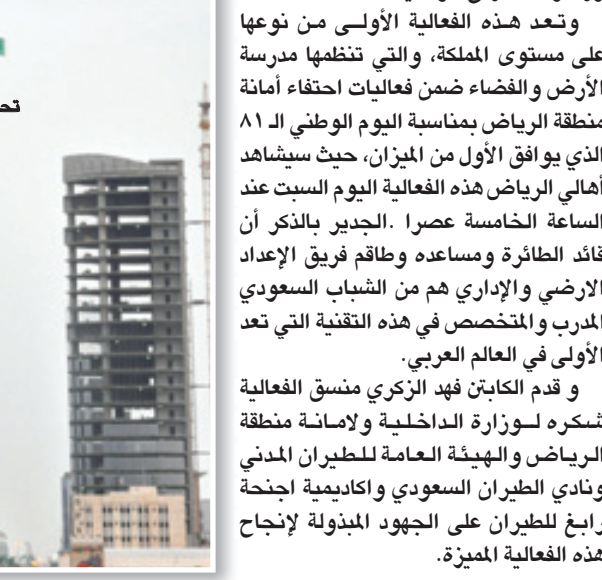 وتعد هذه الفعالية الأولى من نوعها
على مستوى المملكة، والتي تنظمها مدرسة
الأرض والفضاء ضمن فعاليات احتفاء أمانة
منطقة الرياض بمناسبة اليوم الوطني الـ ٨١
الذي يوافق الأول من الميزان، حيث سيشاهد
أهالي الرياض هذه الفعالية اليوم السبت عند
الساعة الخامسة عصرا .الجدير بالذكر أن
قائد الطائرة ومساعده وطاقم فريق الإعداد
الارضي والإداري هم من الشباب السعودي
المدرب والمتخصص في هذه التقنية التي تعد
الأولى في العالم العربي.
و قدم الكابتن فهد الزكري منسق الفعالية
شكره لوزارة الداخلية ولامانة منطقة
الرياض والهيئة العامة للطيران المدني
ونادي الطيران السعودي واكاديمية اجنحة
رابغ للطيران على الجهود المبذولة لإنجاح
هذه الفعالية المميزة.